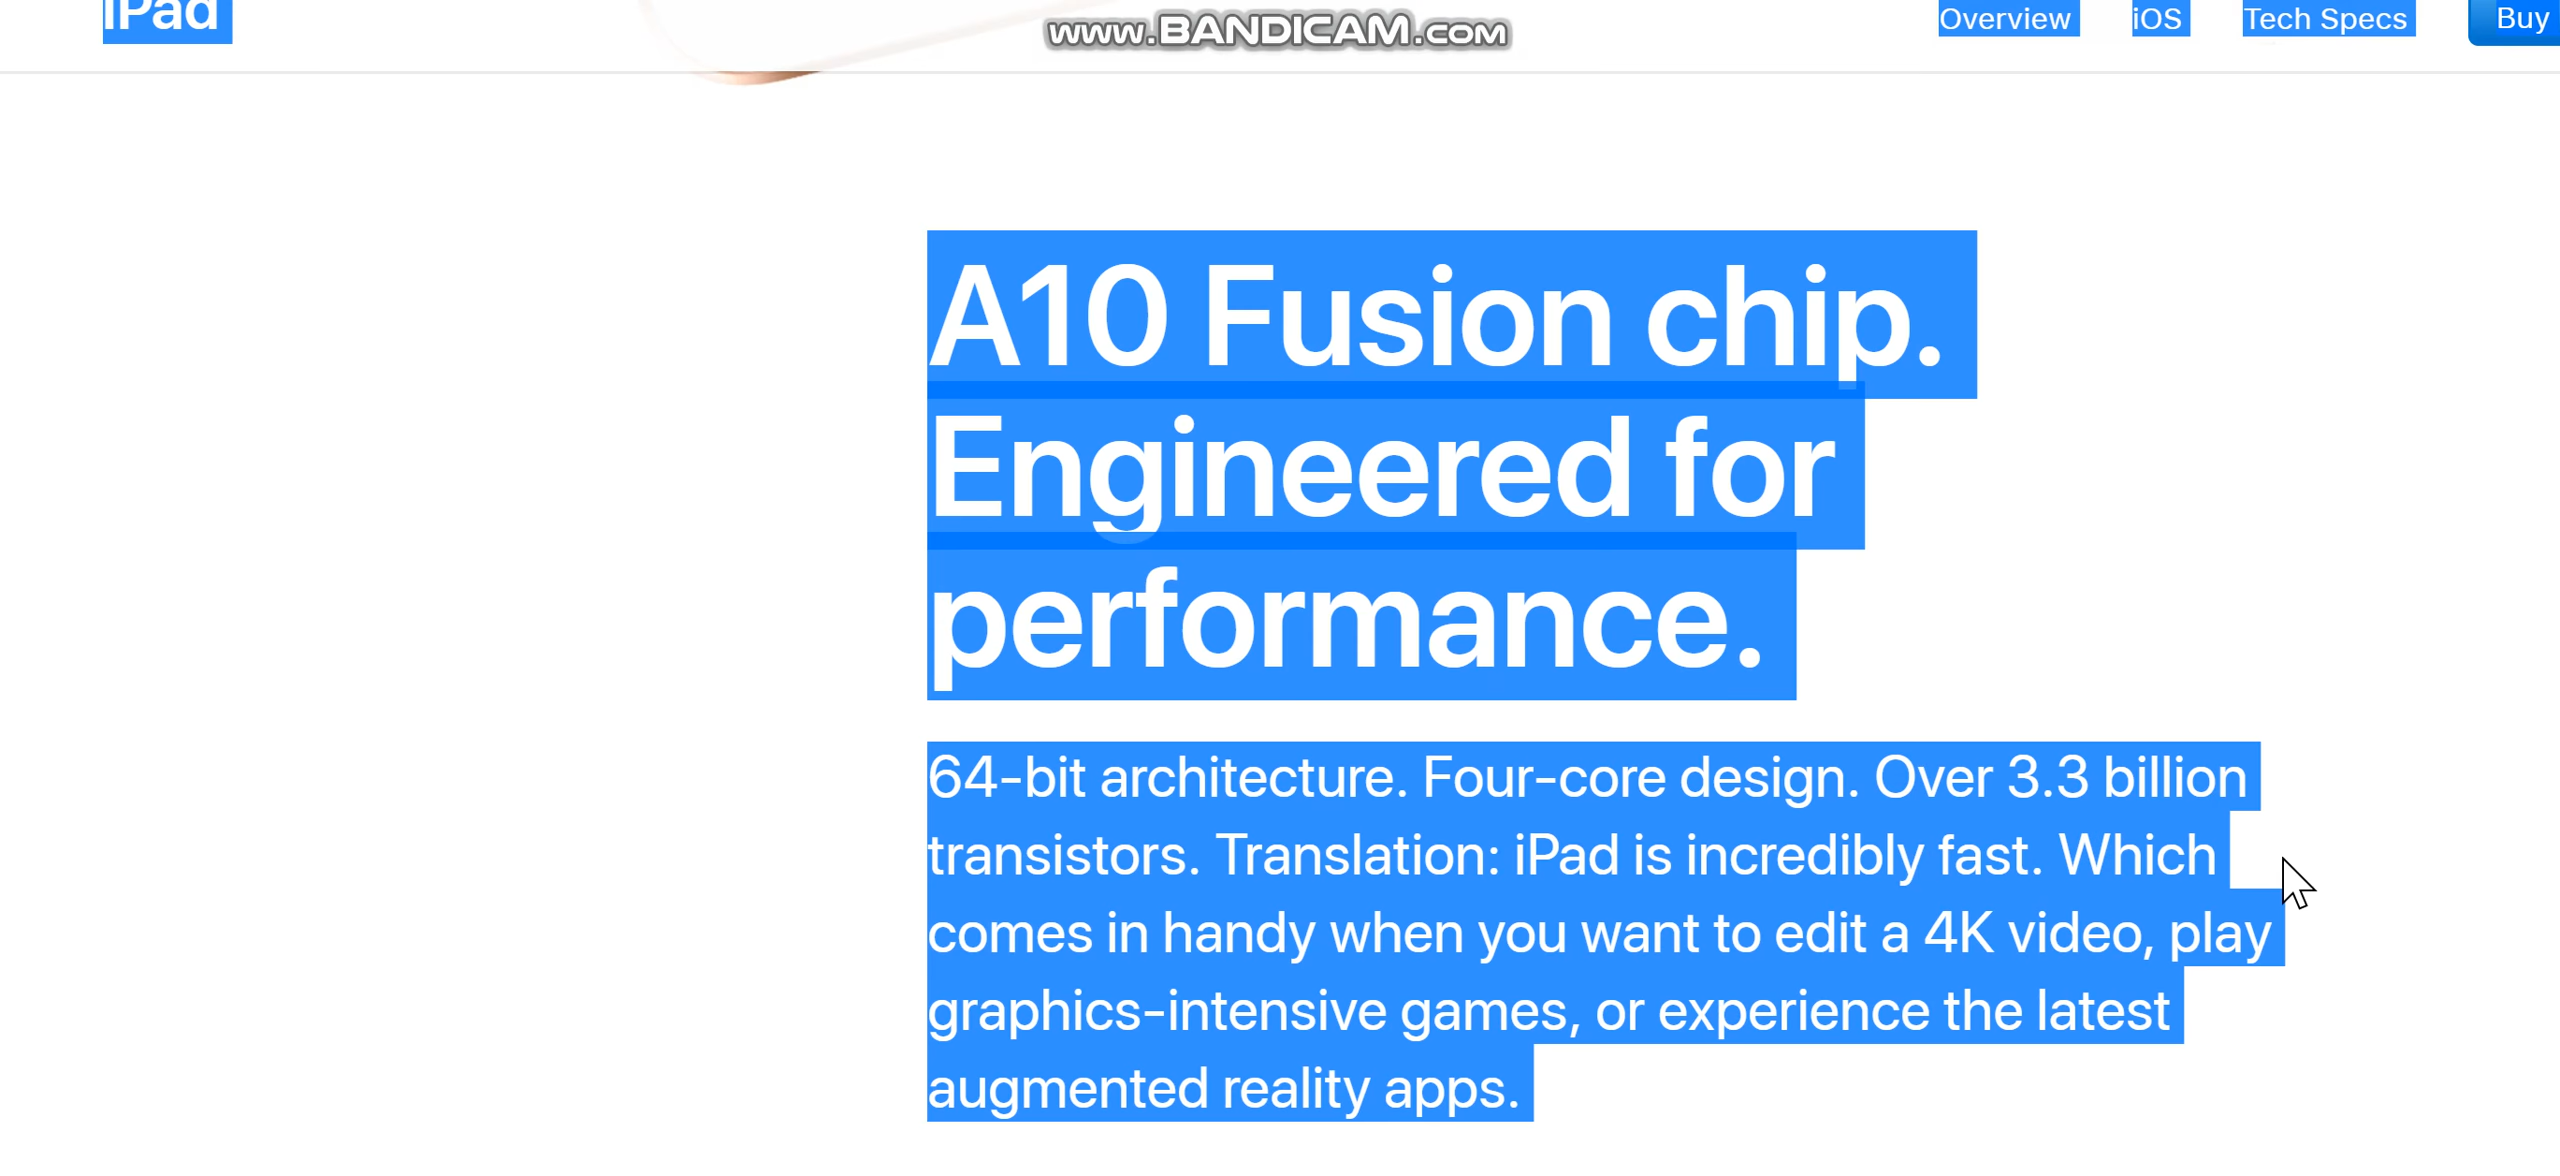 iPad
www.BANDICAM.com
Overview iOS Tech Specs Buy
A10 Fusion chip.
Engineered for
performance.
64-bit architecture. Four-core design. Over 3.3 billion
transistors. Translation: iPad is incredibly fast. Which
comes in handy when you want to edit a 4K video, play
graphics-intensive games, or experience the latest
augmented reality apps.